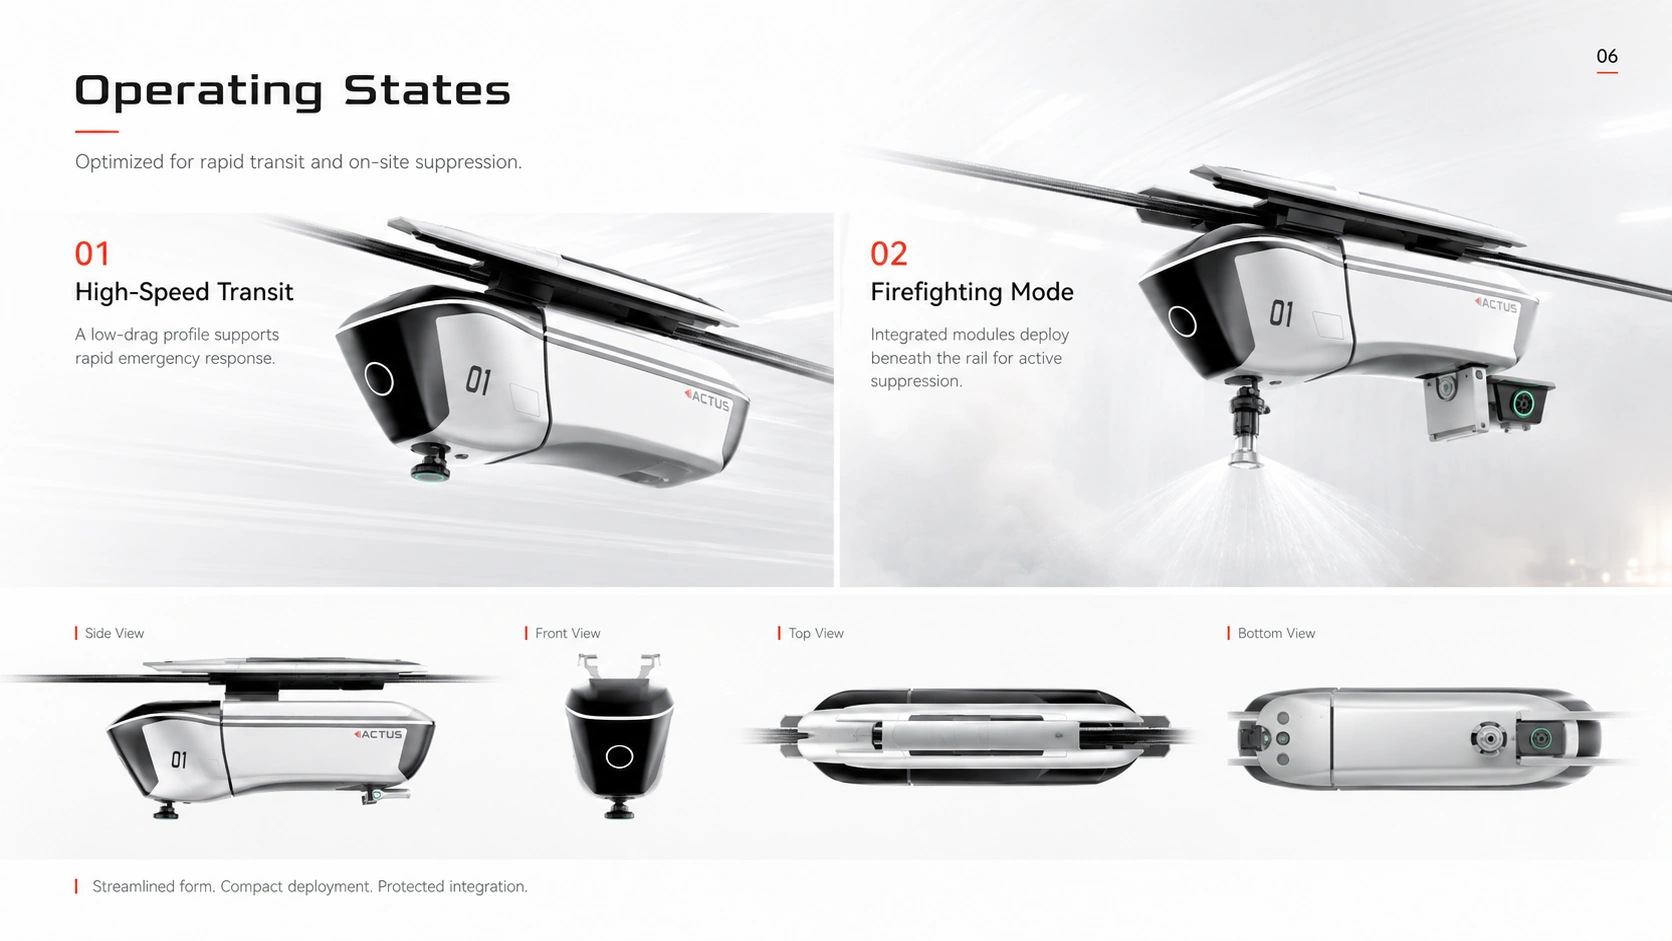 06
Operating States
Optimized for rapid transit and on-site suppression.
01
High-Speed Transit
A low-drag profile supports
rapid emergency response.
01
ACTUS
02
Firefighting Mode
Integrated modules deploy
beneath the rail for active
suppression.
01
ACTUS
Side View
01
ACTUS
Front View
Top View
Bottom View
Streamlined form. Compact deployment. Protected integration.